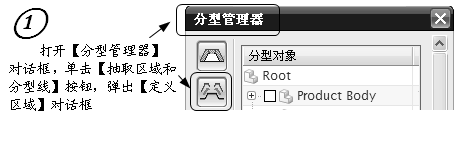 ①
分型管理器
打开【分型管理器】
对话框，单击【抽取区域和
分型线】按钮，弹出【定义
区域】对话框
分型对象
Root
Product Body